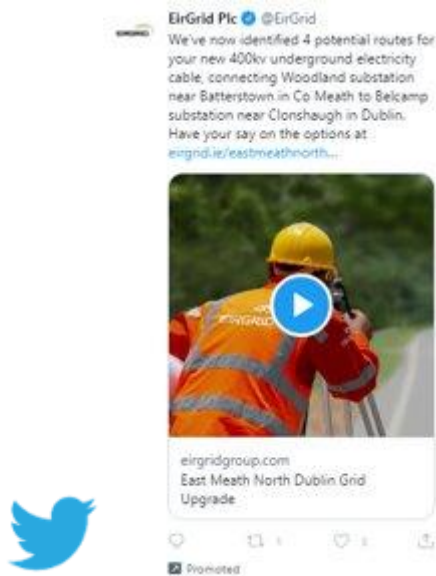 EirGrid Plc @EirGrid
We've now identified 4 potential routes for
your new 400kv underground electricity
cable, connecting Woodland substation
near Batterstown in Co Meath to Belcamp
substation near Clonshaugh in Dublin.
Have your say on the options at
eirgrid.ie/eastmeathnorth...
EIRGRID
eirgridgroup.com
East Meath North Dublin Grid
Upgrade
Promoted